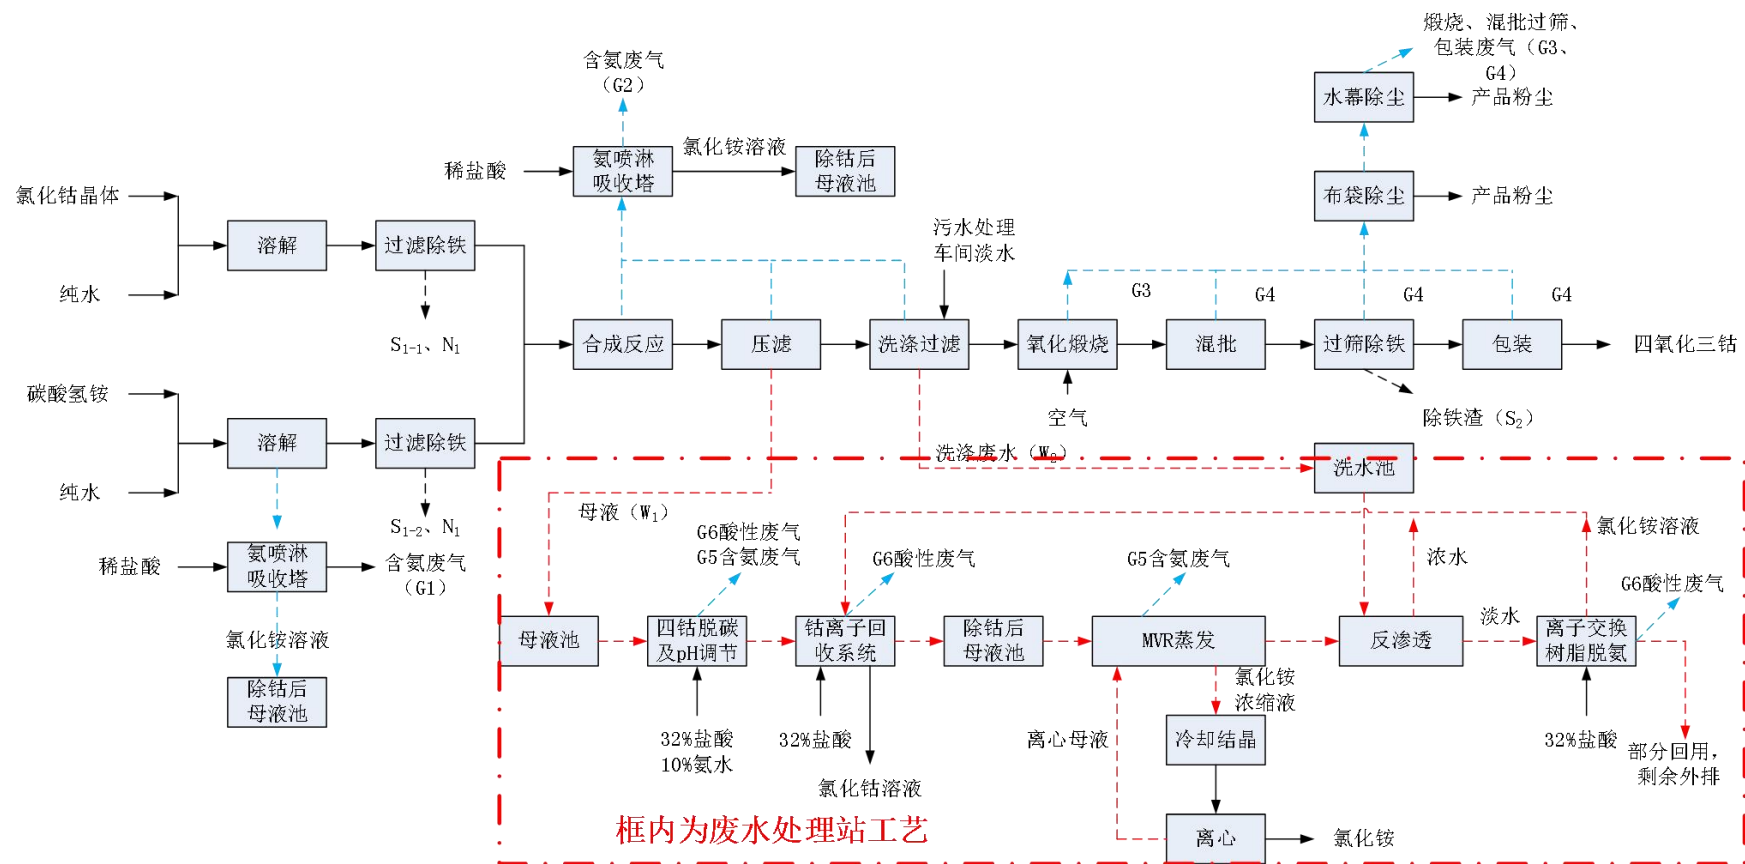 煅烧、混批过筛、
包装废气（G3、
G4）
含氨废气
（G2）
水幕除尘
产品粉尘
氯化铵溶液
稀盐酸
氨喷淋
吸收塔
除钴后
母液池
氯化钴晶体
布袋除尘
产品粉尘
污水处理
车间淡水
溶解
过滤除铁
纯水
G3
G4
G4
G4
S1-1、N1
合成反应
压滤
洗涤过滤
氧化煅烧
混批
过筛除铁
包装
四氧化三钴
碳酸氢铵
空气
除铁渣（S2）
溶解
过滤除铁
洗涤废水（W2）
洗水池
纯水
母液（W1）
S1-2、N1
G6酸性废气
G5含氨废气
氯化铵溶液
稀盐酸
氨喷淋
吸收塔
含氨废气
（G1）
G6酸性废气
G5含氨废气
浓水
G6酸性废气
氯化铵溶液
母液池
四钴脱碳
及pH调节
钴离子回
收系统
除钴后
母液池
MVR蒸发
反渗透
淡水
离子交换
树脂脱氨
除钴后
母液池
氯化铵
浓缩液
32%盐酸
10%氨水
32%盐酸
离心母液
冷却结晶
32%盐酸
部分回用，
剩余外排
氯化钴溶液
框内为废水处理站工艺
离心
氯化铵